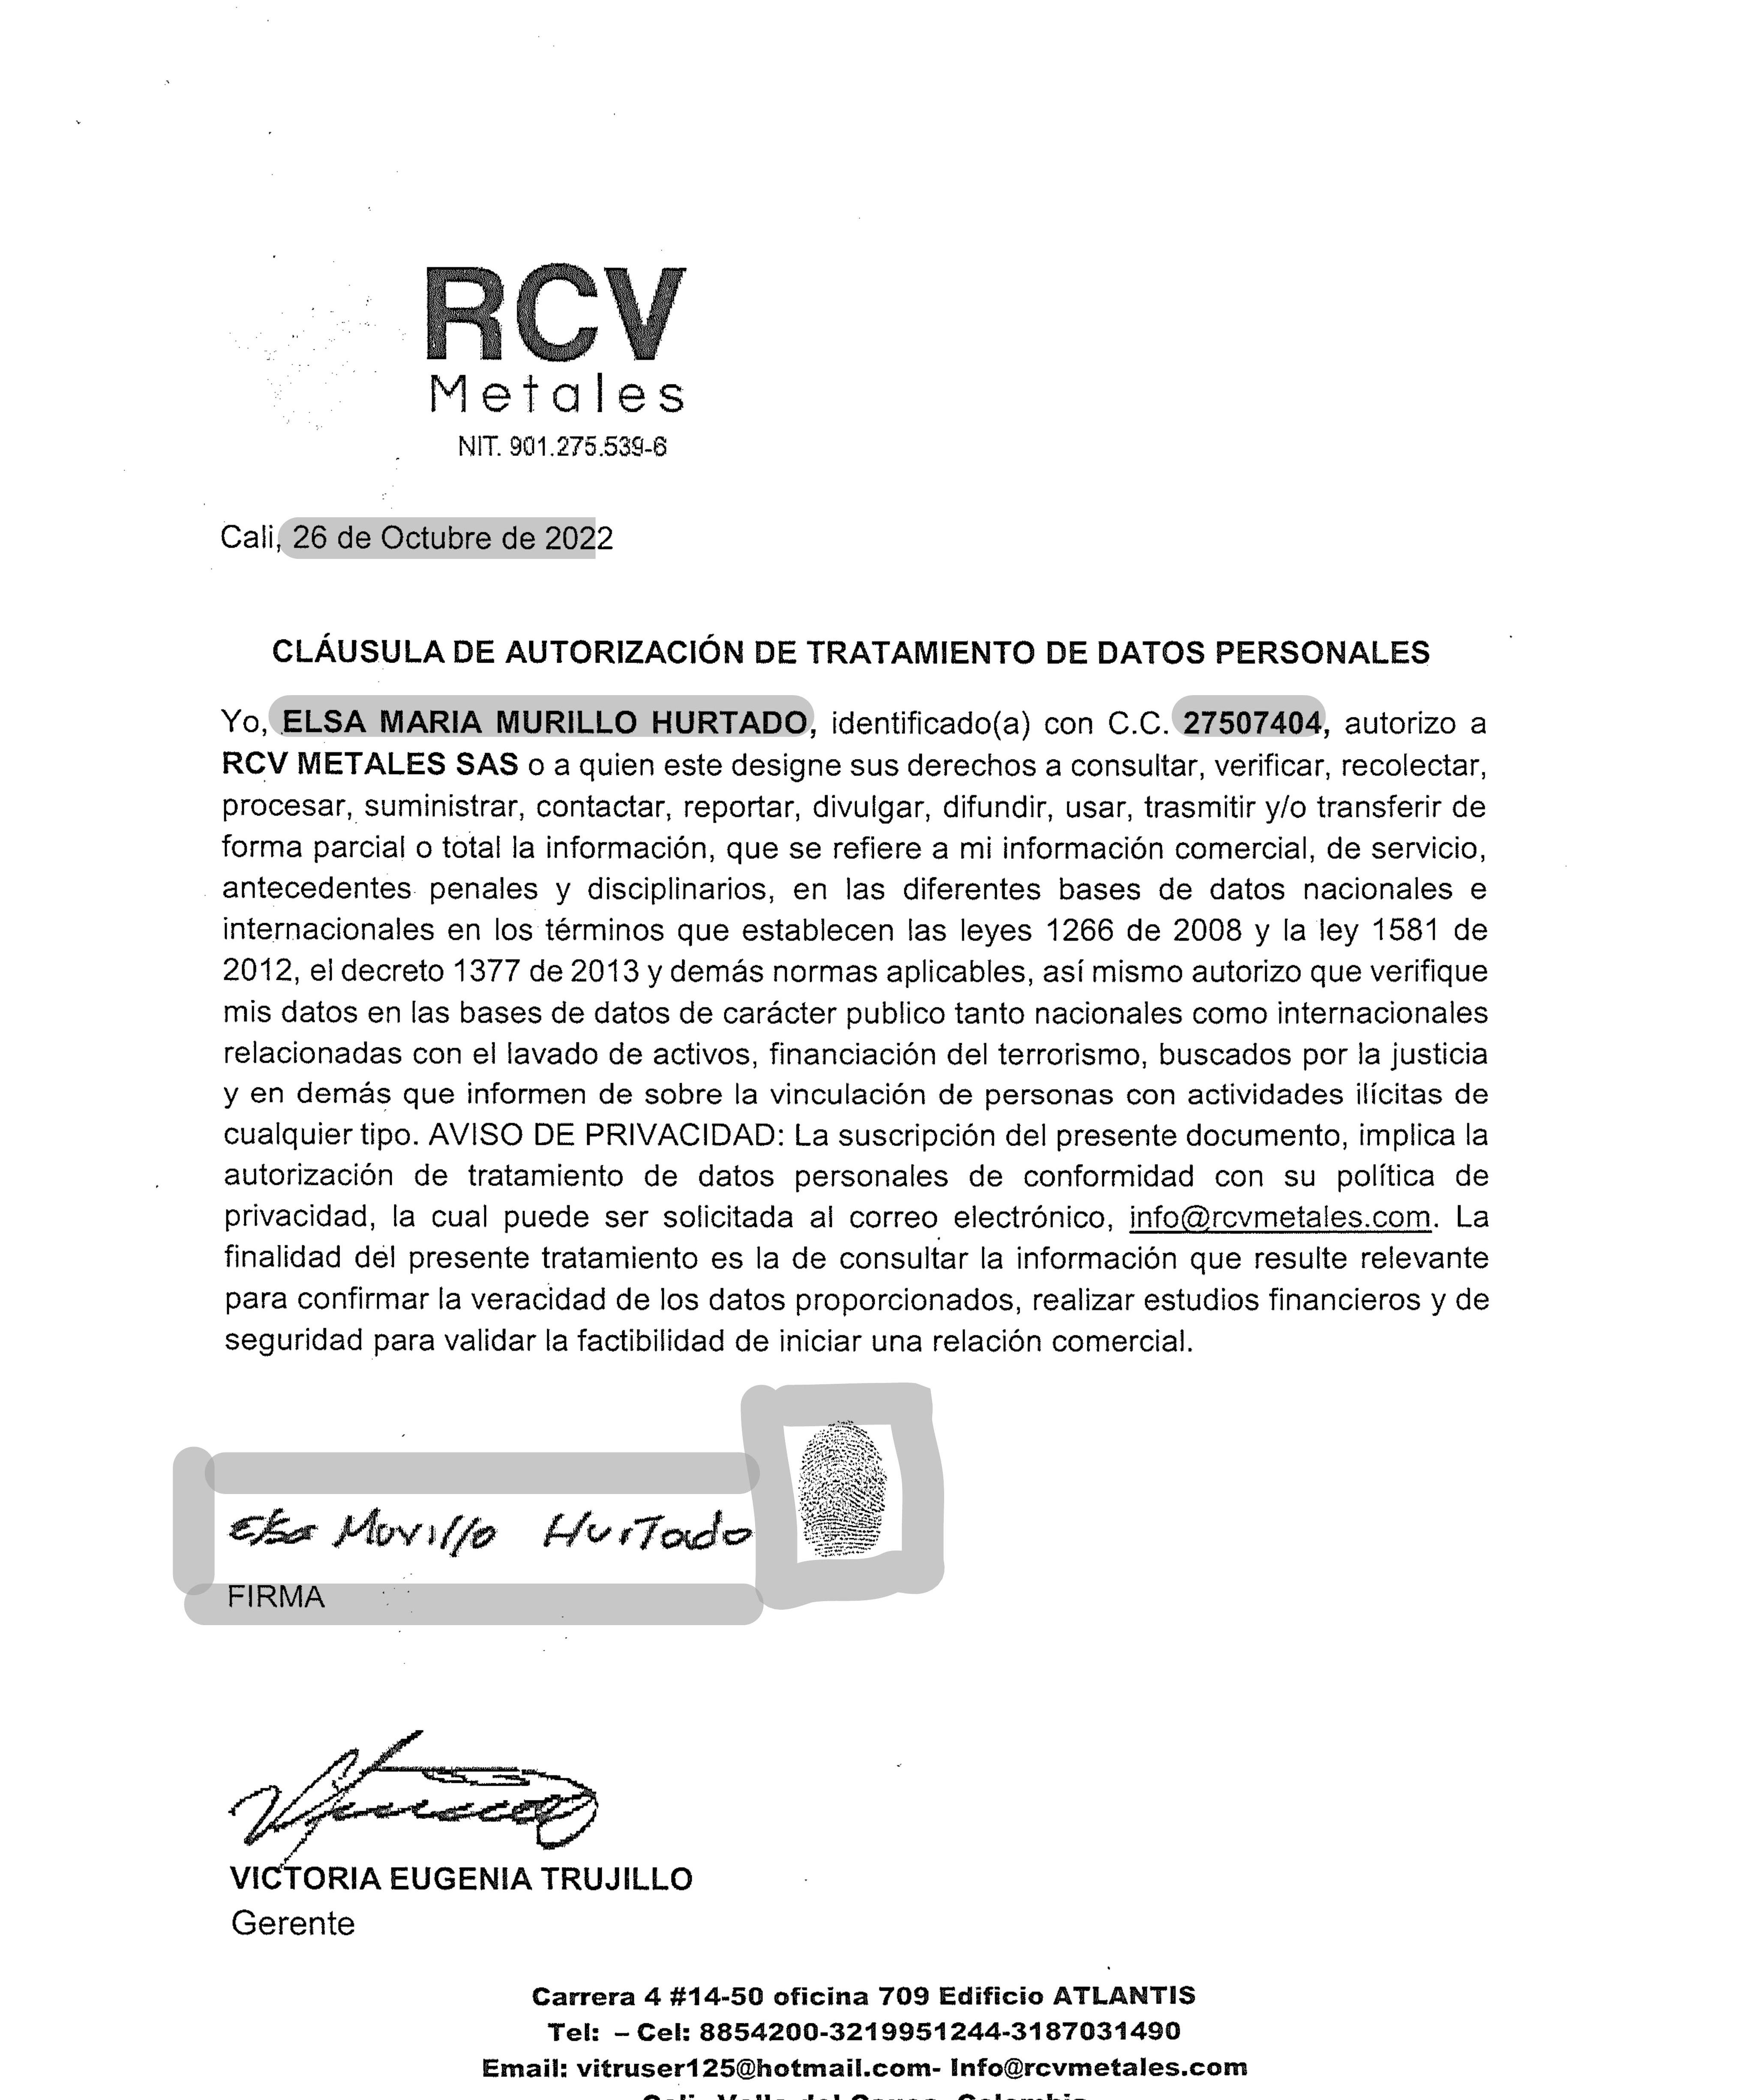 RCV
Metales
NIT. 901.275.539-6
Cali, 26 de Octubre de 2022
CLÁUSULA DE AUTORIZACIÓN DE TRATAMIENTO DE DATOS PERSONALES
Yo, ELSA MARIA MURILLO HURTADO, identificado(a) con C.C. 27507404, autorizo a
RCV METALES SAS o a quien este designe sus derechos a consultar, verificar, recolectar,
procesar, suministrar, contactar, reportar, divulgar, difundir, usar, trasmitir y/o transferir de
forma parcial o total la información, que se refiere a mi información comercial, de servicio,
antecedentes penales y disciplinarios, en las diferentes bases de datos nacionales e
internacionales en los términos que establecen las leyes 1266 de 2008 y la ley 1581 de
2012, el decreto 1377 de 2013 y demás normas aplicables, así mismo autorizo que verifique
mis datos en las bases de datos de carácter publico tanto nacionales como internacionales
relacionadas con el lavado de activos, financiación del terrorismo, buscados por la justicia
y en demás que informen de sobre la vinculación de personas con actividades ilícitas de
cualquier tipo. AVISO DE PRIVACIDAD: La suscripción del presente documento, implica la
autorización de tratamiento de datos personales de conformidad con su política de
privacidad, la cual puede ser solicitada al correo electrónico, info@rcvmetales.com. La
finalidad del presente tratamiento es la de consultar la información que resulte relevante
para confirmar la veracidad de los datos proporcionados, realizar estudios financieros y de
seguridad para validar la factibilidad de iniciar una relación comercial.
Elsa Murillo Hurtado
FIRMA
VICTORIA EUGENIA TRUJILLO
Gerente
Carrera 4 #14-50 oficina 709 Edificio ATLANTIS
Tel: – Cel: 8854200-3219951244-3187031490
Email: vitruser125@hotmail.com- Info@rcvmetales.com